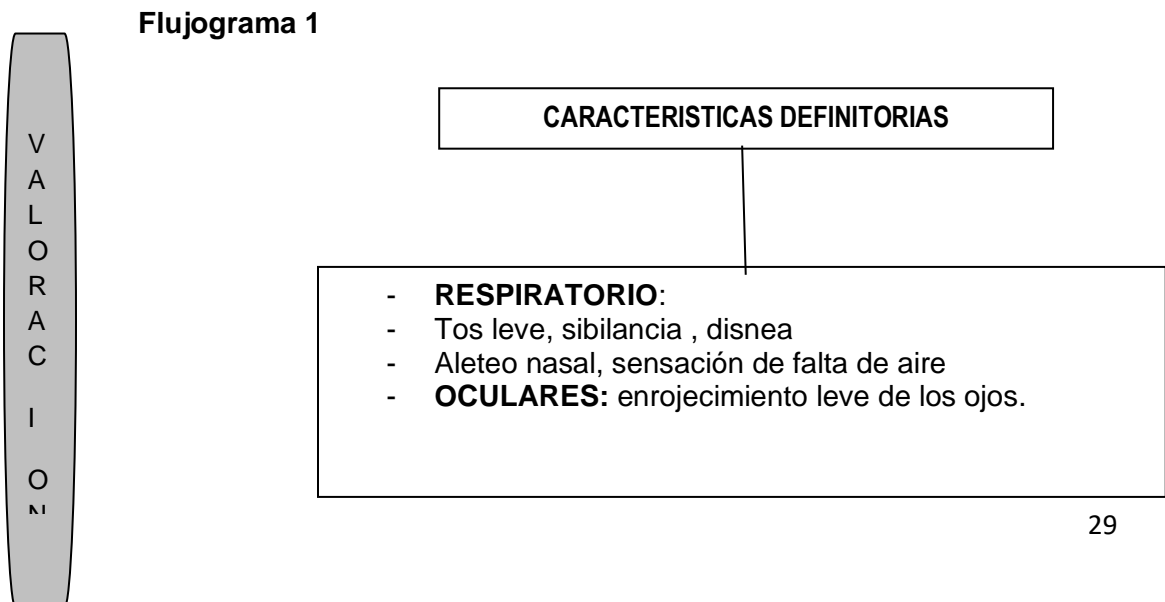 Flujograma 1
V
A
L
O
R
A
C
I
O
N
CARACTERISTICAS DEFINITORIAS
- RESPIRATORIO:
- Tos leve, sibilancia , disnea
- Aleteo nasal, sensación de falta de aire
- OCULARES: enrojecimiento leve de los ojos.
29